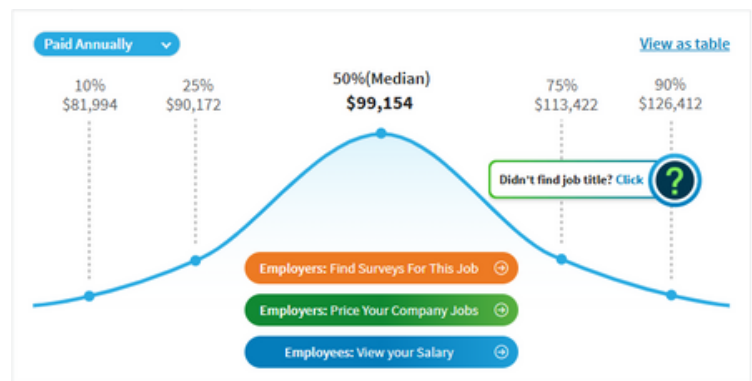 Paid Annually
View as table
10%
$81,994
25%
$90,172
50%(Median)
$99,154
75%
$113,422
90%
$126,412
Didn't find job title? Click
?
Employers: Find Surveys For This Job
Employers: Price Your Company Jobs
Employees: View your Salary